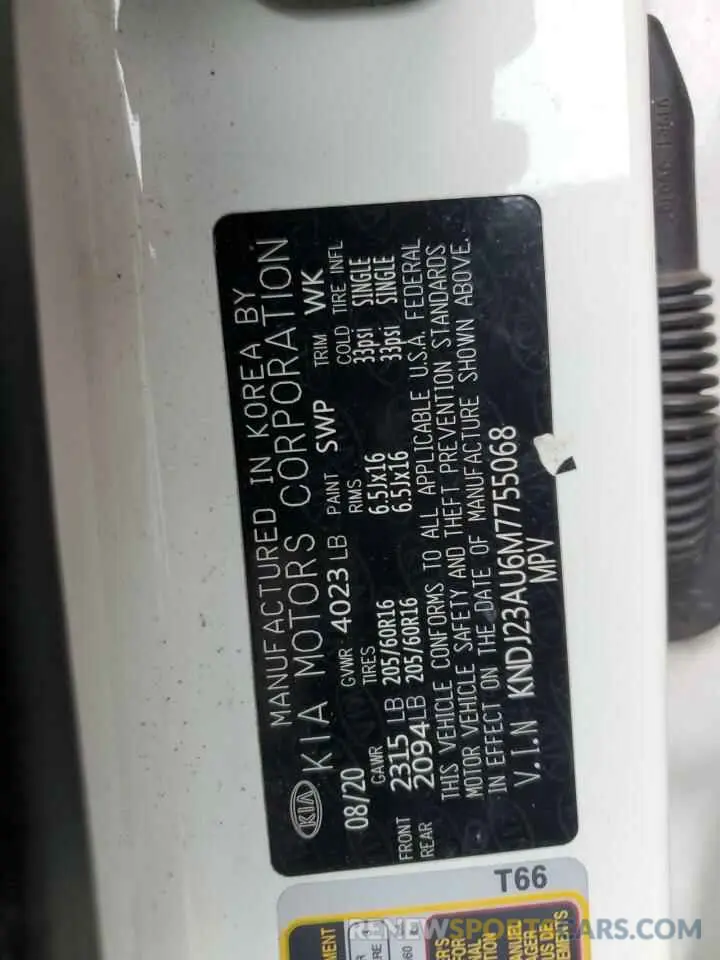 MANUFACTURED IN KOREA BY
KIA KIA MOTORS CORPORATION
08/20 GVWR 4023 LB PAINT SWP TRIM WK
GAWR TIRES RIMS COLD TIRE INFL
FRONT 2315 LB 205/60R16 6.5Jx16 33psi SINGLE
REAR 2094LB 205/60R16 6.5Jx16 33psi SINGLE
THIS VEHICLE CONFORMS TO ALL APPLICABLE U.S.A. FEDERAL
MOTOR VEHICLE SAFETY AND THEFT PREVENTION STANDARDS
IN EFFECT ON THE DATE OF MANUFACTURE SHOWN ABOVE.
V.I.N KNDJ23AU6M7755068
MPV
T66
RENEWSPORTSCARS.COM